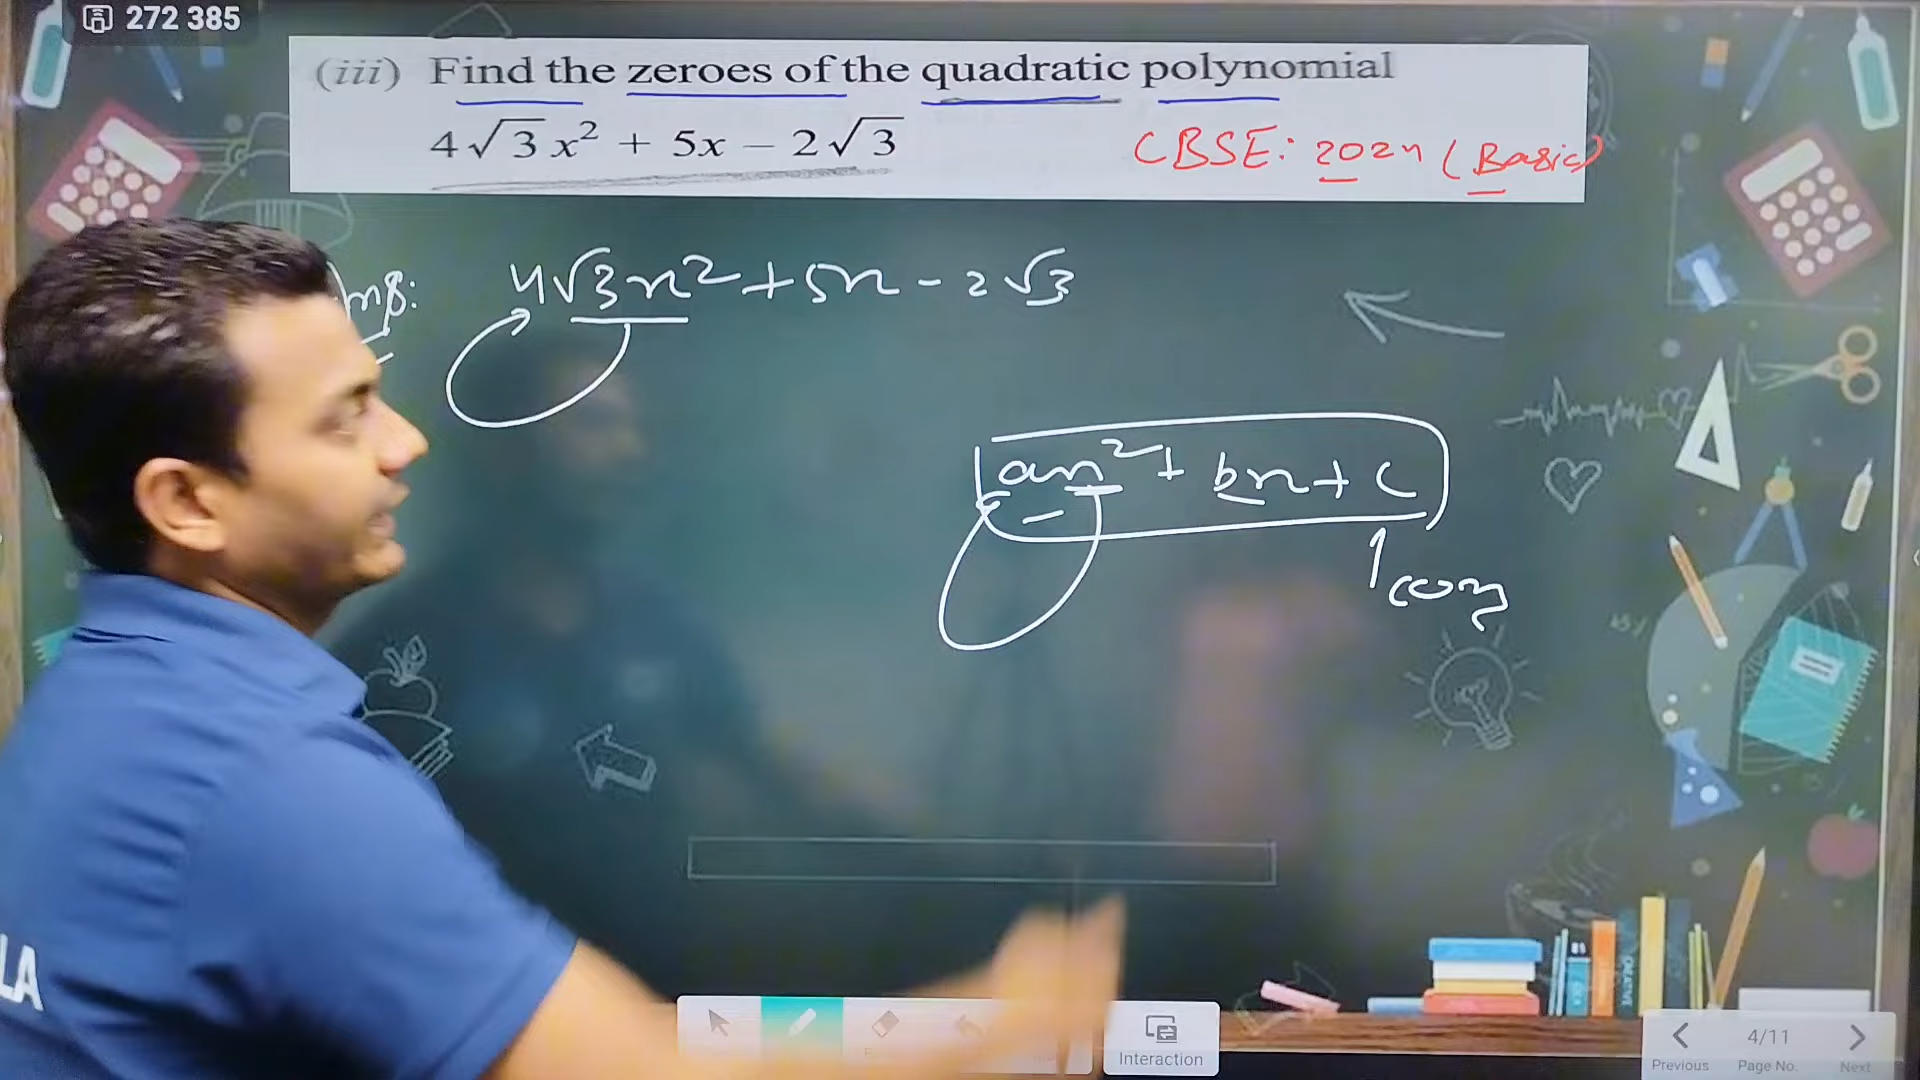 272 385
(iii) Find the zeroes of the quadratic polynomial
4√3x² + 5x − 2√3
CBSE: 2024 (Basic)
4√3x² + 5x - 2√3
ax² + bx + c
LA
Interaction
Previous
4/11
Page No.
Next